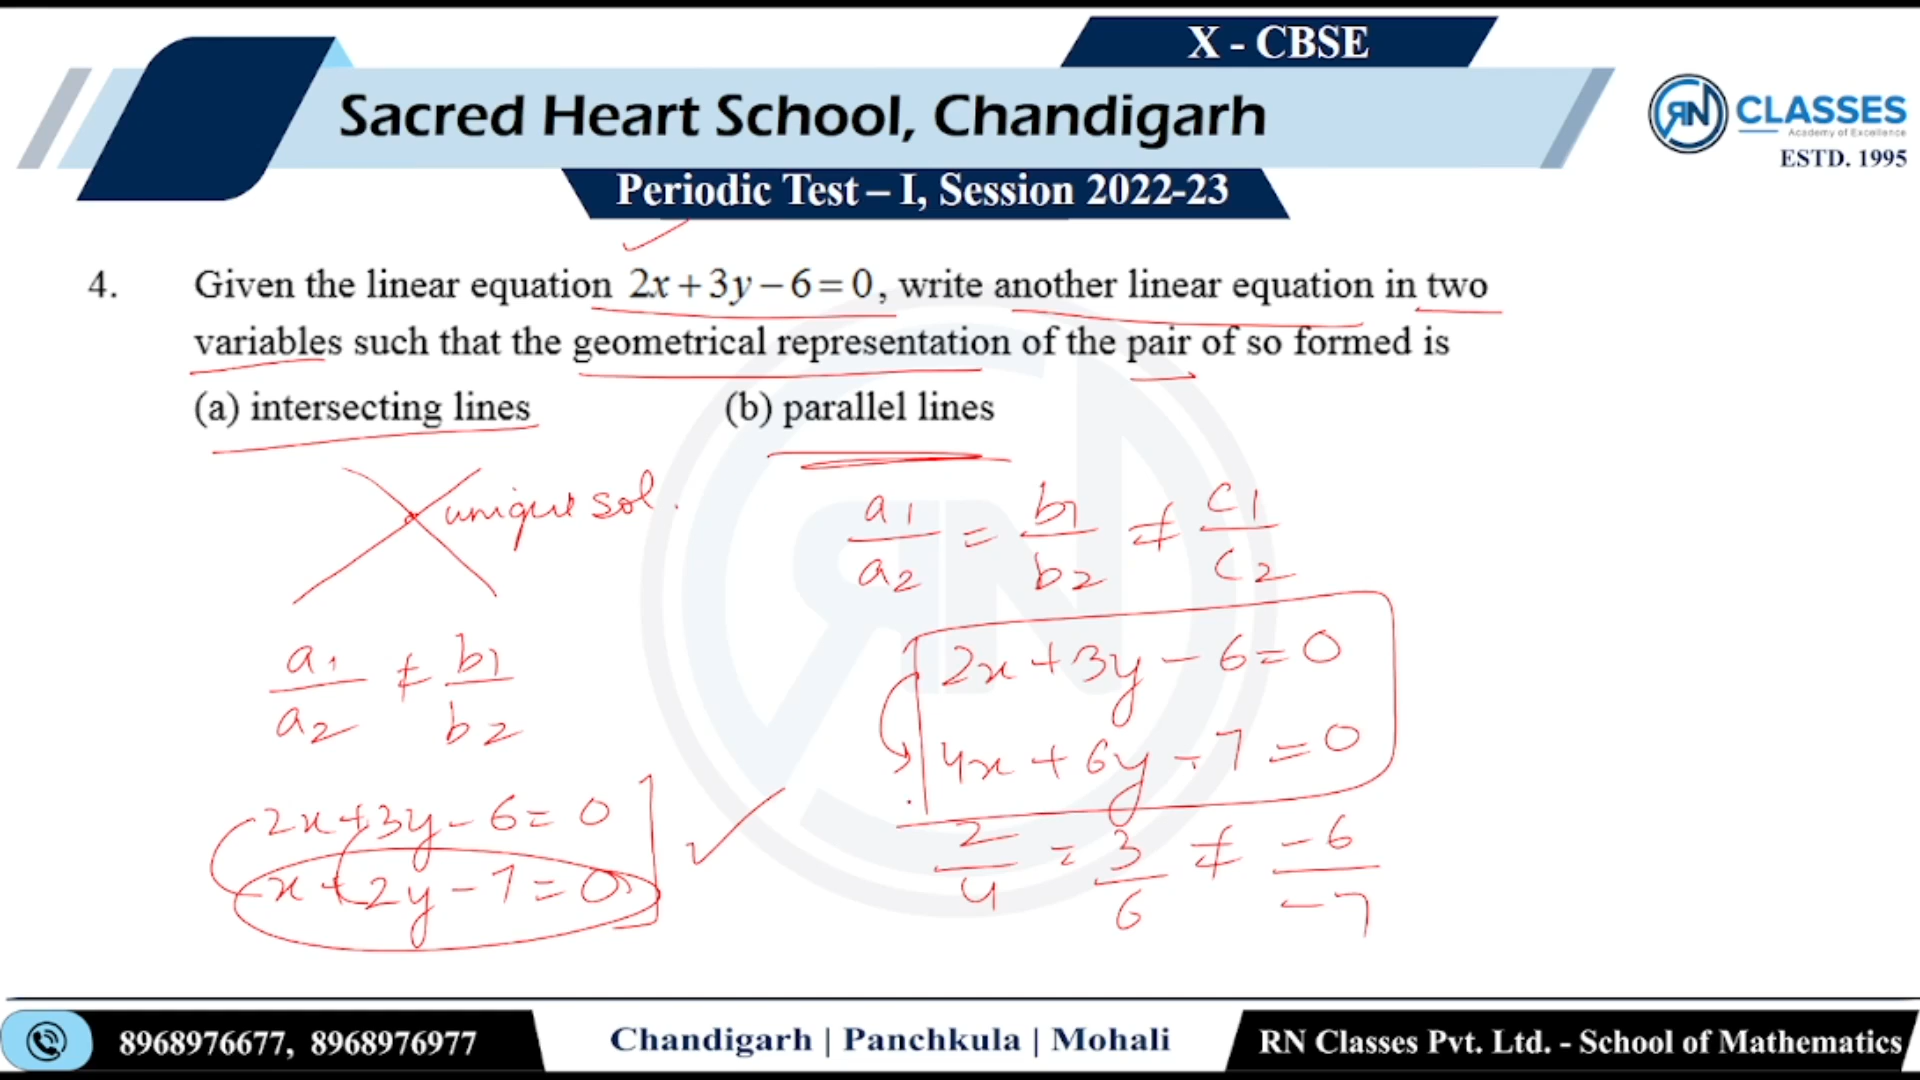 X - CBSE
Sacred Heart School, Chandigarh
RN CLASSES
Academy of Excellence
ESTD. 1995
Periodic Test – I, Session 2022-23
4. Given the linear equation 2x+3y−6=0, write another linear equation in two
variables such that the geometrical representation of the pair of so formed is
(a) intersecting lines (b) parallel lines
unique sol.
a1/a2 ≠ b1/b2
2x+3y-6=0
x+2y-7=0
a1/a2 = b1/b2 ≠ c1/c2
2x+3y-6=0
4x+6y-7=0
2/4 = 3/6 ≠ -6/-7
8968976677, 8968976977
Chandigarh | Panchkula | Mohali
RN Classes Pvt. Ltd. - School of Mathematics